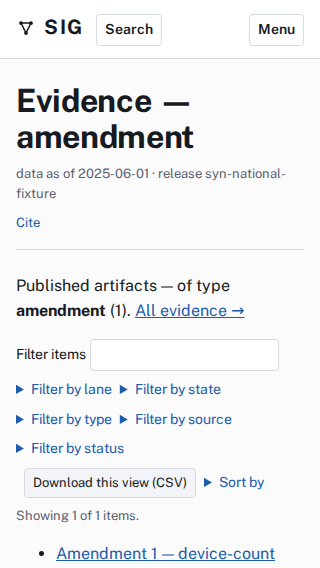 SIG Search Menu
Evidence —
amendment
data as of 2025-06-01 · release syn-national-
fixture
Cite
Published artifacts — of type
amendment (1). All evidence →
Filter items
▶ Filter by lane ▶ Filter by state
▶ Filter by type ▶ Filter by source
▶ Filter by status
Download this view (CSV) ▶ Sort by
Showing 1 of 1 items.
• Amendment 1 — device-count